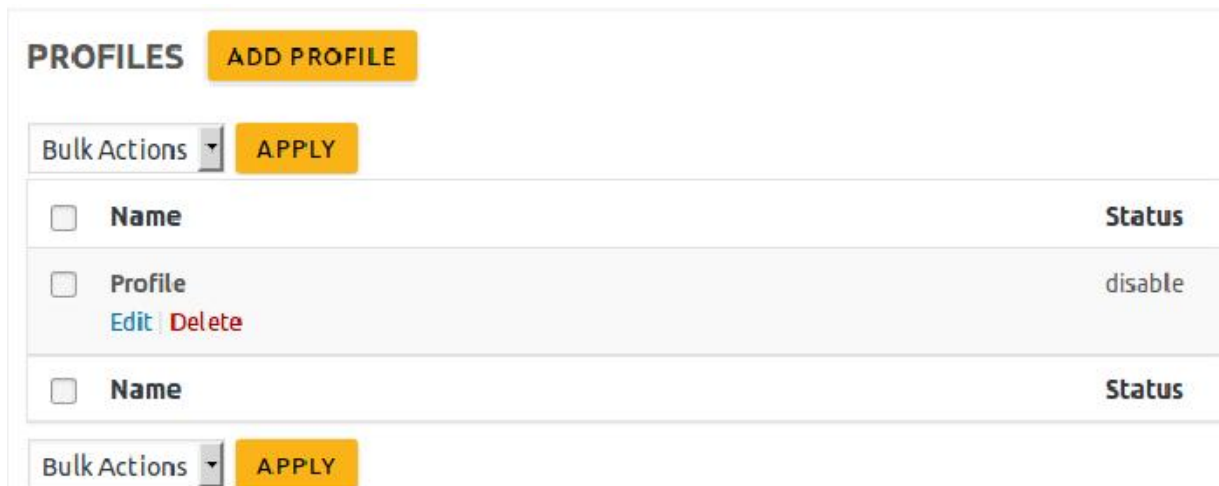 PROFILES ADD PROFILE
Bulk Actions APPLY
Name Status
Profile disable
Edit | Delete
Name Status
Bulk Actions APPLY